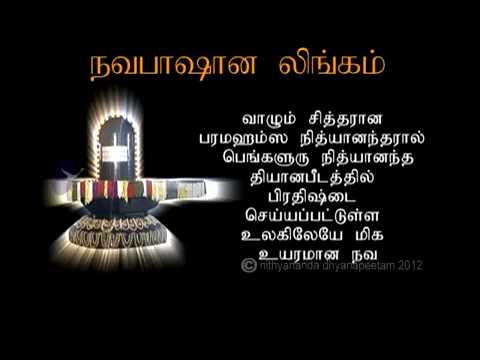 நவபாஷான லிங்கம்
வாழும் சித்தரான
பரமஹம்ஸ நித்யானந்தரால்
பெங்களுரு நித்யானந்த
தியானபீடத்தில்
பிரதிஷ்டை
செய்யப்பட்டுள்ள
உலகிலேயே மிக
உயரமான நவ
© nithyananda dhyanapeetam 2012